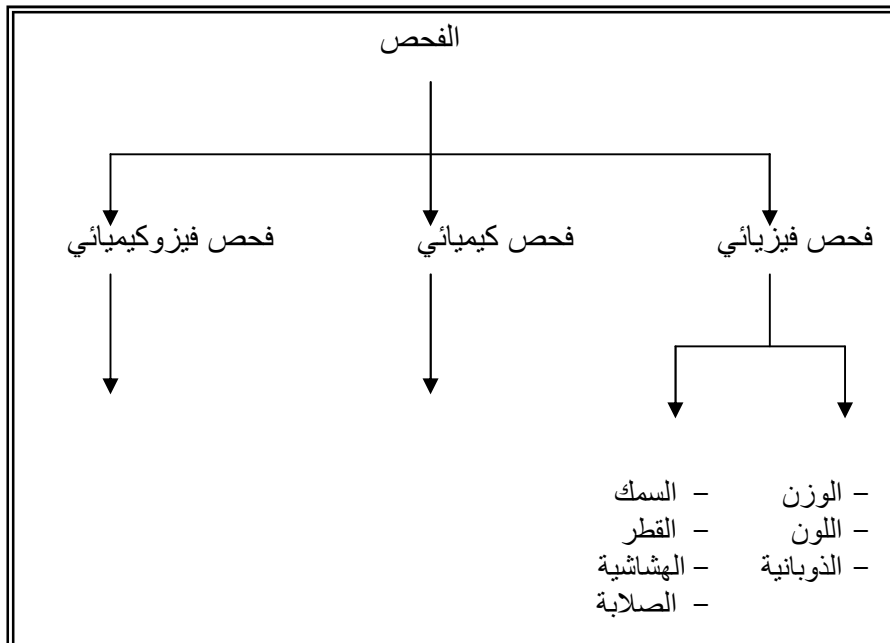 الفحص
فحص فيزيائي
فحص كيميائي
فحص فيزوكيميائي
– الوزن
– اللون
– الذوبانية
– السمك
– القطر
– الهشاشية
– الصلابة